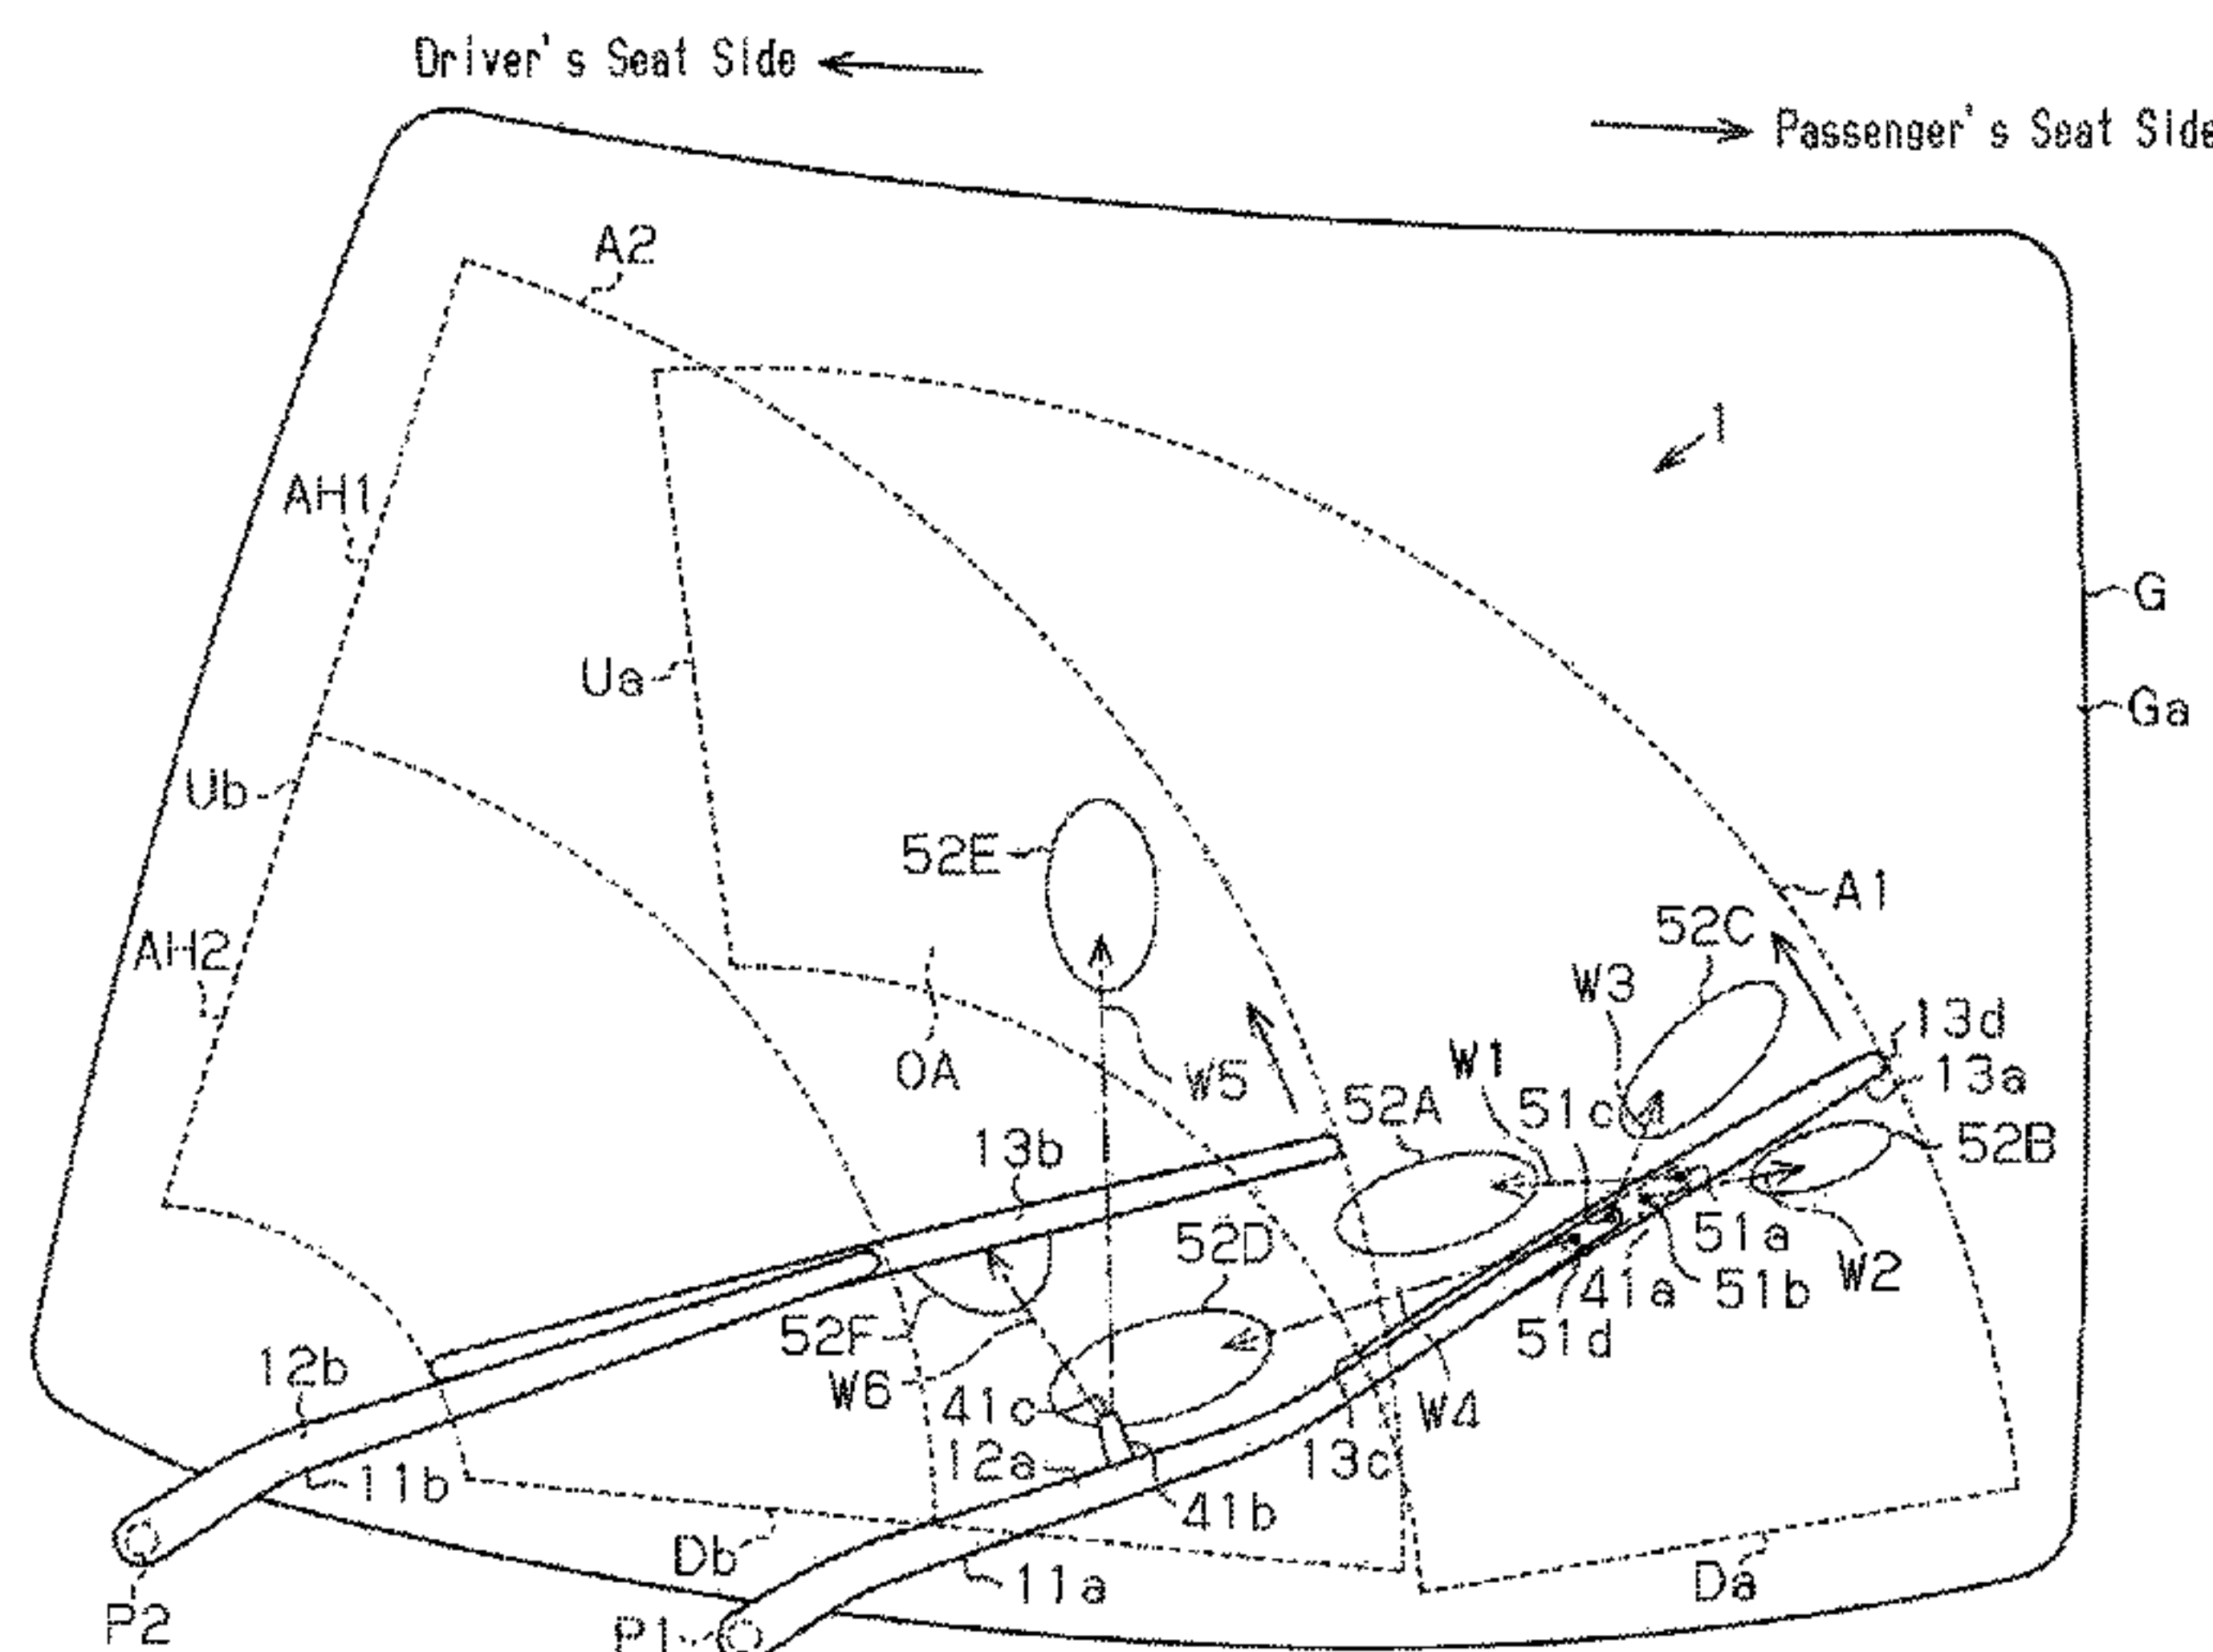 Driver's Seat Side
Passenger's Seat Side
A2
1
AH1
G
Ua
Ga
Ub
52E
A1
52C
AH2
W3
13d
OA
W5
W1
13a
52A
51c
13b
52B
52D
51a
41a
51b
W2
52F
51d
12b
W6
41c
W4
12a
13c
11b
41b
Db
11a
Da
P2
P1